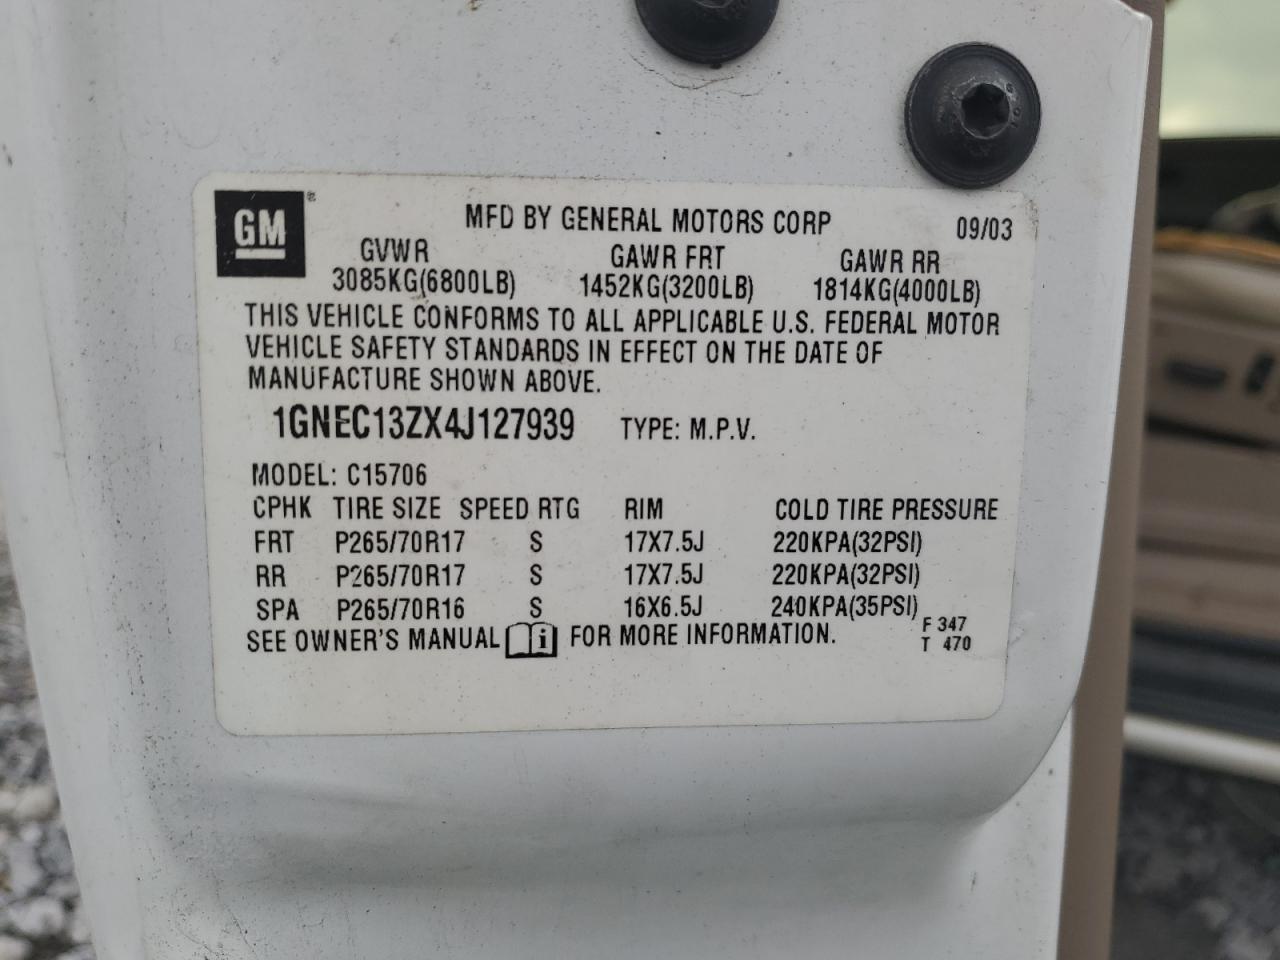 GM ®
MFD BY GENERAL MOTORS CORP 09/03
GVWR GAWR FRT GAWR RR
3085KG(6800LB) 1452KG(3200LB) 1814KG(4000LB)
THIS VEHICLE CONFORMS TO ALL APPLICABLE U.S. FEDERAL MOTOR
VEHICLE SAFETY STANDARDS IN EFFECT ON THE DATE OF
MANUFACTURE SHOWN ABOVE.
1GNEC13ZX4J127939 TYPE: M.P.V.
MODEL: C15706
CPHK TIRE SIZE SPEED RTG RIM COLD TIRE PRESSURE
FRT P265/70R17 S 17X7.5J 220KPA(32PSI)
RR P265/70R17 S 17X7.5J 220KPA(32PSI)
SPA P265/70R16 S 16X6.5J 240KPA(35PSI)
SEE OWNER'S MANUAL i FOR MORE INFORMATION.
F 347
T 470